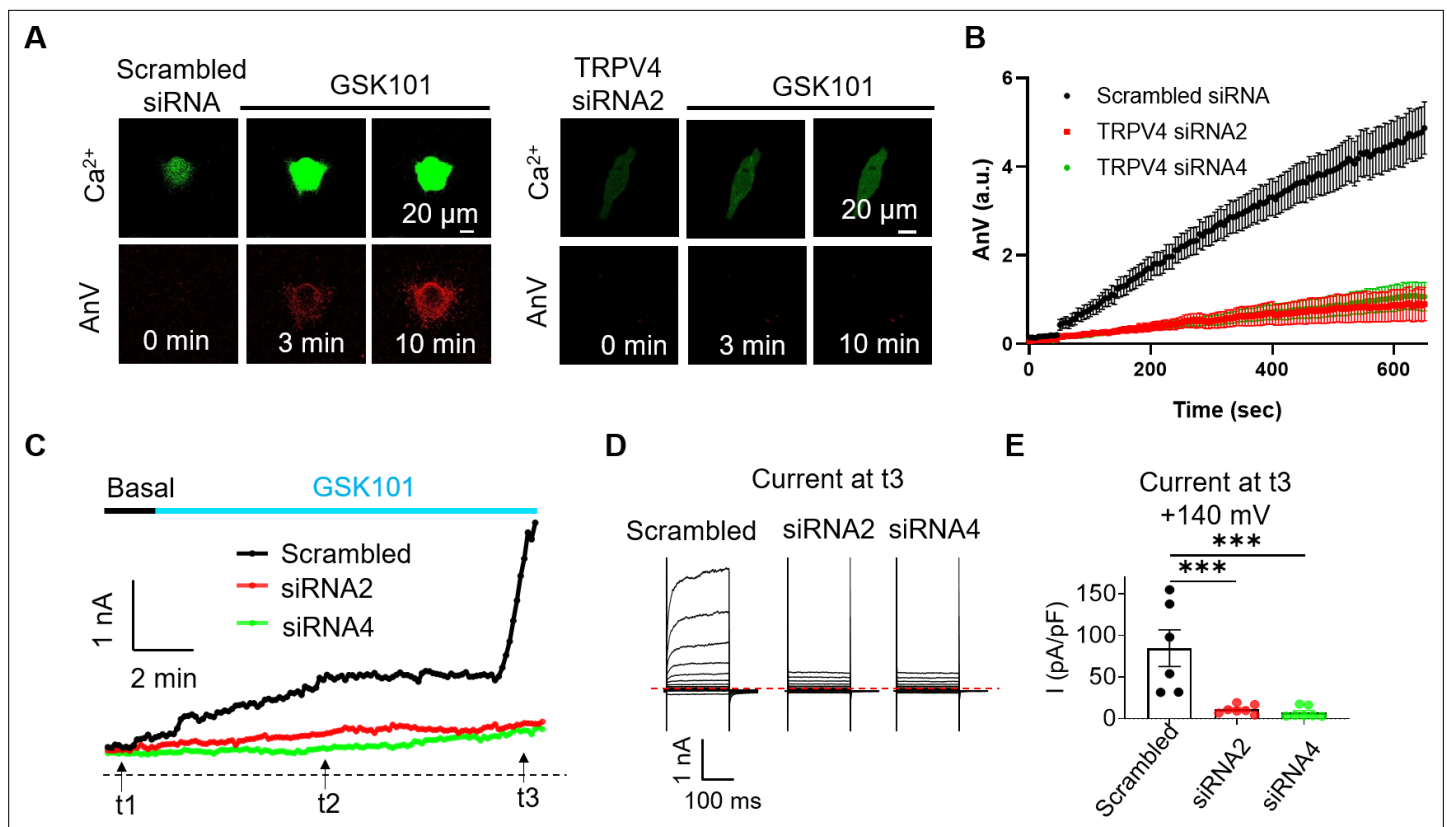 A
Scrambled
siRNA
GSK101
TRPV4
siRNA2
GSK101
Ca²⁺
20 µm
Ca²⁺
20 µm
AnV
0 min
3 min
10 min
AnV
0 min
3 min
10 min
B
AnV (a.u.)
6
4
2
0
Scrambled siRNA
TRPV4 siRNA2
TRPV4 siRNA4
0
200
400
600
Time (sec)
C
Basal
GSK101
Scrambled
siRNA2
siRNA4
1 nA
2 min
t1
t2
t3
D
Current at t3
Scrambled
siRNA2
siRNA4
1 nA
100 ms
E
Current at t3
+140 mV
***
***
I (pA/pF)
150
100
50
0
Scrambled
siRNA2
siRNA4